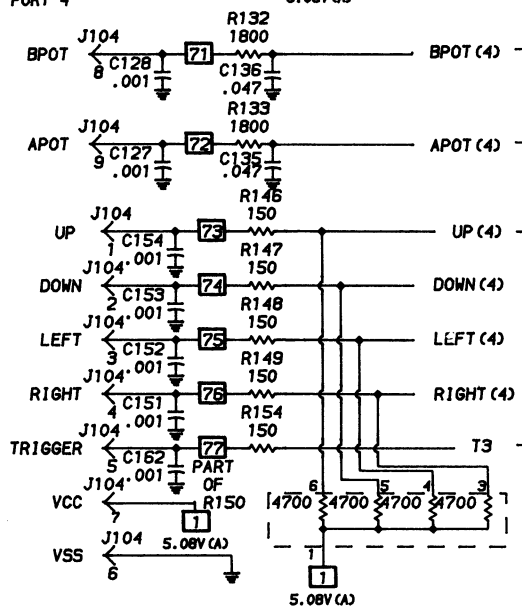 PORT 4
J104 R132
BPOT 71 1800 BPOT(4)
8 C128 C136
.001 .047
R133
J104 1800
APOT 72 APOT(4)
9 C127 C135
.001 .047
R146
J104 150
UP 73 UP(4)
1 C154 R147
J104 .001 150
DOWN 74 DOWN(4)
2 C153 R148
J104 .001 150
LEFT 75 LEFT(4)
3 C152 R149
J104 .001 150
RIGHT 76 RIGHT(4)
4 C151 R154
J104 .001 150
TRIGGER 77 T3
5 C162 PART
.001 OF
J104 R150 6 5 4 3
VCC 4700 4700 4700 4700
7 1
J104 5.08V(A)
VSS 1
6 1
5.08V(A)